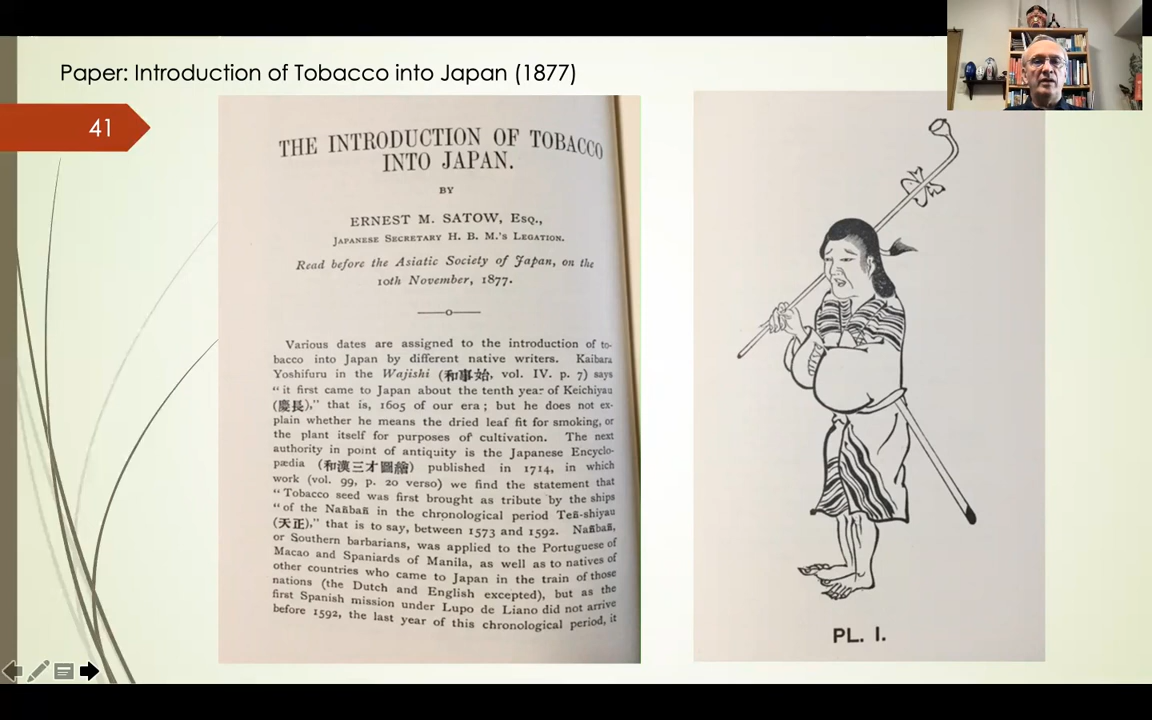 Paper: Introduction of Tobacco into Japan (1877)
41
THE INTRODUCTION OF TOBACCO
INTO JAPAN.
BY
ERNEST M. SATOW, Esq.,
Japanese Secretary H. B. M.'s Legation.
Read before the Asiatic Society of Japan, on the
10th November, 1877.
Various dates are assigned to the introduction of to-
bacco into Japan by different native writers. Kaibara
Yoshifuru in the Wajishi (和事始, vol. IV. p. 7) says
“ it first came to Japan about the tenth year of Keichiyau
(慶長),” that is, 1605 of our era ; but he does not ex-
plain whether he means the dried leaf fit for smoking, or
the plant itself for purposes of cultivation. The next
authority in point of antiquity is the Japanese Encyclo-
pædia (和漢三才圖繪) published in 1714, in which
work (vol. 99, p. 20 verso) we find the statement that
“ Tobacco seed was first brought as tribute by the ships
“ of the Nañbañ in the chronological period Teñ-shiyau
(天正),” that is to say, between 1573 and 1592. Nañbañ,
or Southern barbarians, was applied to the Portuguese of
Macao and Spaniards of Manila, as well as to natives of
other countries who came to Japan in the train of those
nations (the Dutch and English excepted), but as the
first Spanish mission under Lupo de Liano did not arrive
before 1592, the last year of this chronological period, it
PL. I.